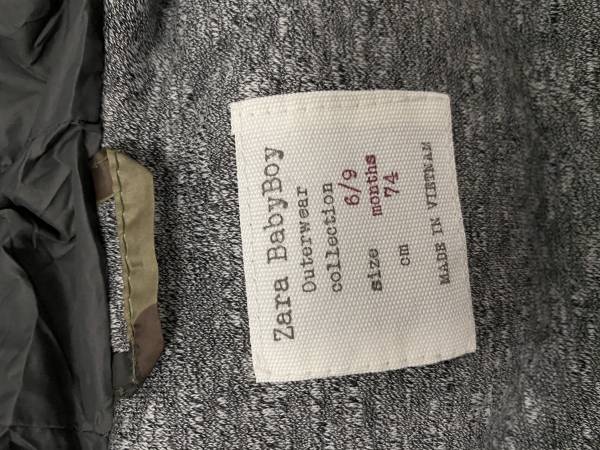 Zara BabyBoy
Outerwear
collection
size 6/9 months
cm 74
MADE IN VIETNAM